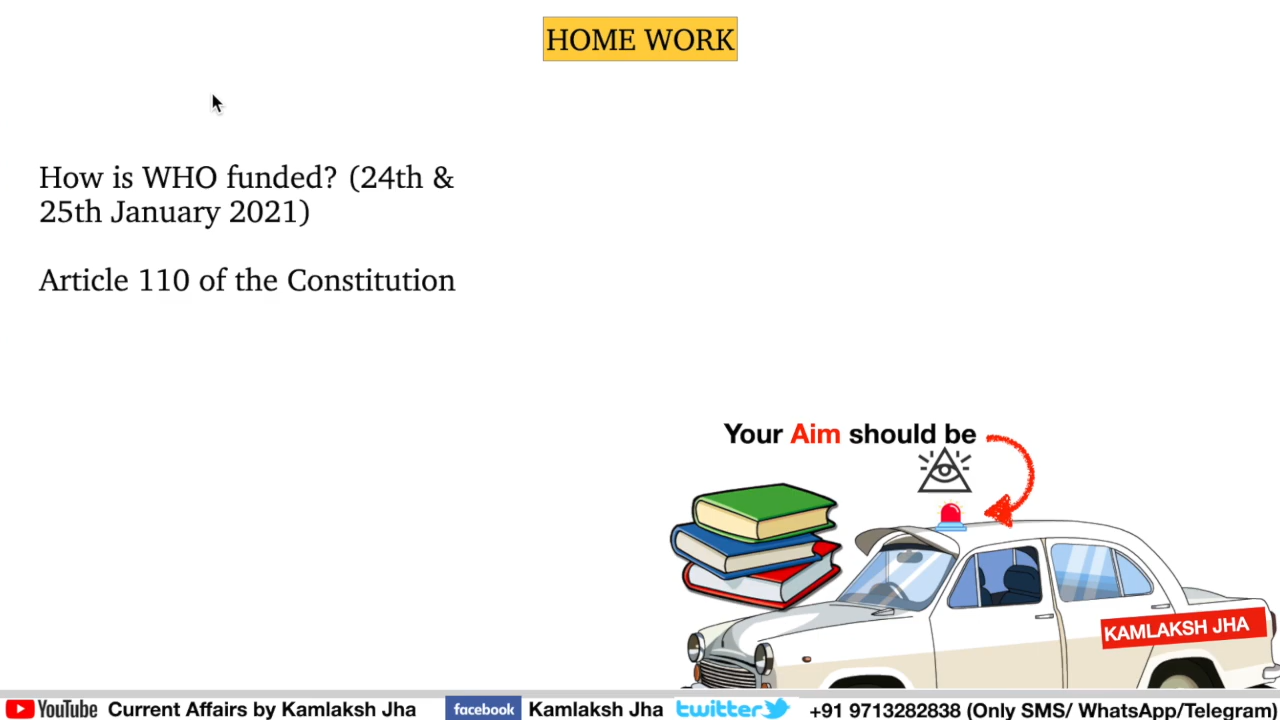 HOME WORK
How is WHO funded? (24th &
25th January 2021)
Article 110 of the Constitution
Your Aim should be
KAMLAKSH JHA
YouTube Current Affairs by Kamlaksh Jha facebook Kamlaksh Jha twitter +91 9713282838 (Only SMS/ WhatsApp/Telegram)